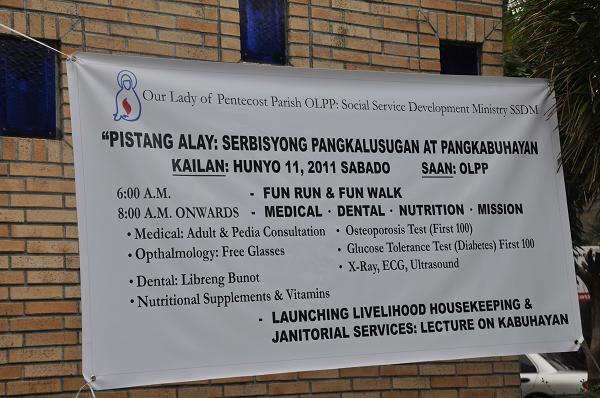 Our Lady of Pentecost Parish OLPP: Social Service Development Ministry SSDM
"PISTANG ALAY: SERBISYONG PANGKALUSUGAN AT PANGKABUHAYAN
KAILAN: HUNYO 11, 2011 SABADO SAAN: OLPP
6:00 A.M. - FUN RUN & FUN WALK
8:00 A.M. ONWARDS - MEDICAL · DENTAL · NUTRITION · MISSION
• Medical: Adult & Pedia Consultation
• Opthalmology: Free Glasses
• Dental: Libreng Bunot
• Nutritional Supplements & Vitamins
• Osteoporosis Test (First 100)
• Glucose Tolerance Test (Diabetes) First 100
• X-Ray, ECG, Ultrasound
- LAUNCHING LIVELIHOOD HOUSEKEEPING &
JANITORIAL SERVICES: LECTURE ON KABUHAYAN